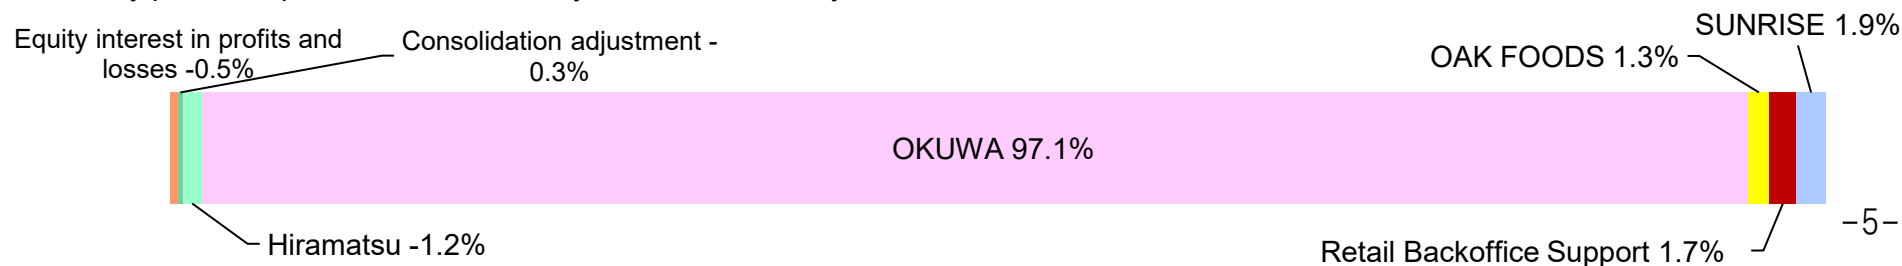 SUNRISE 1.9%
Equity interest in profits and
losses -0.5%
Consolidation adjustment -
0.3%
OAK FOODS 1.3%
OKUWA 97.1%
Hiramatsu -1.2%
Retail Backoffice Support 1.7%
-5-